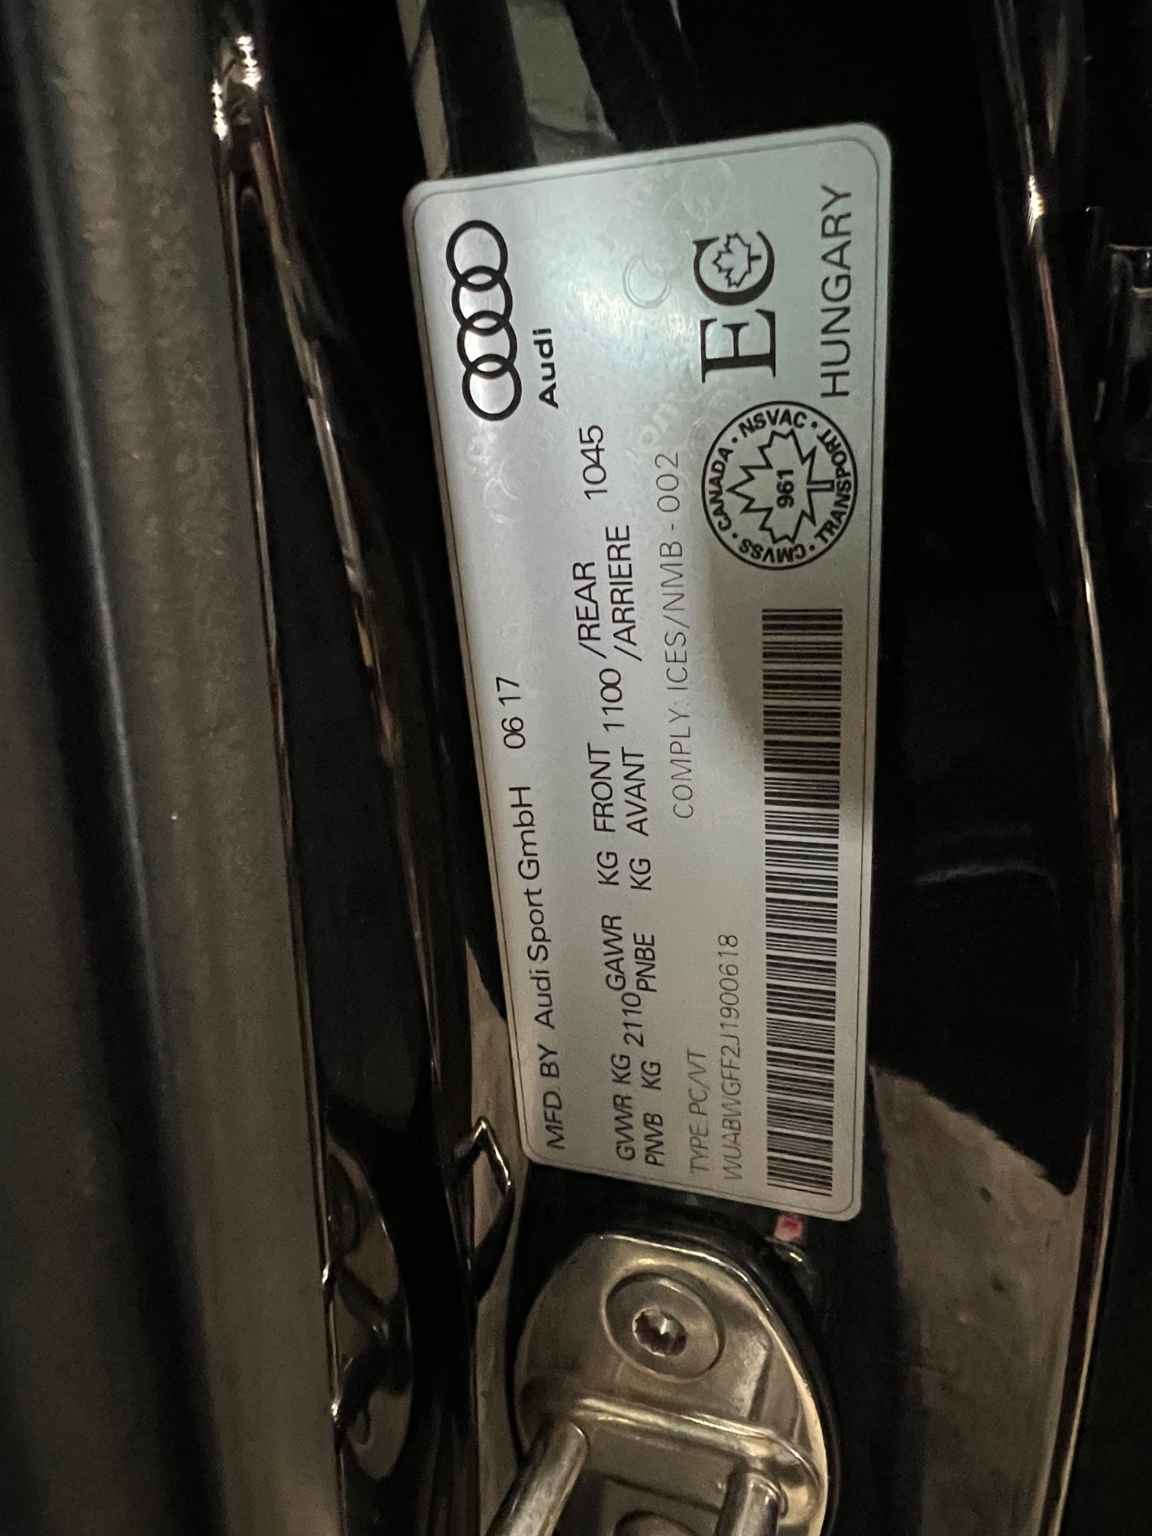 Audi
MFD. BY Audi Sport GmbH 06 17
GVWR KG 2110 GAWR KG FRONT 1100 /REAR 1045
PNVB KG PNBE KG AVANT /ARRIERE
COMPLY: ICES/NMB - 002
TYPE: PC/VT
WUABWGFF2J1900618
CANADA · NSVAC · TRANSPORT · CMVSS ·
961
EC
HUNGARY